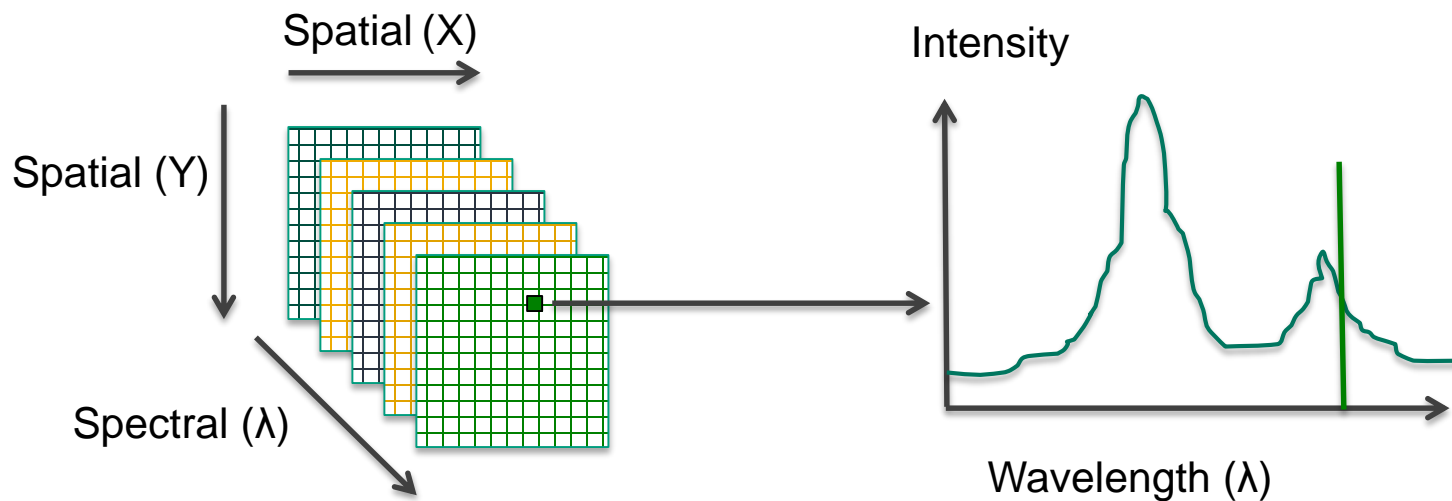 Spatial (X)
Intensity
Spatial (Y)
Spectral (λ)
Wavelength (λ)